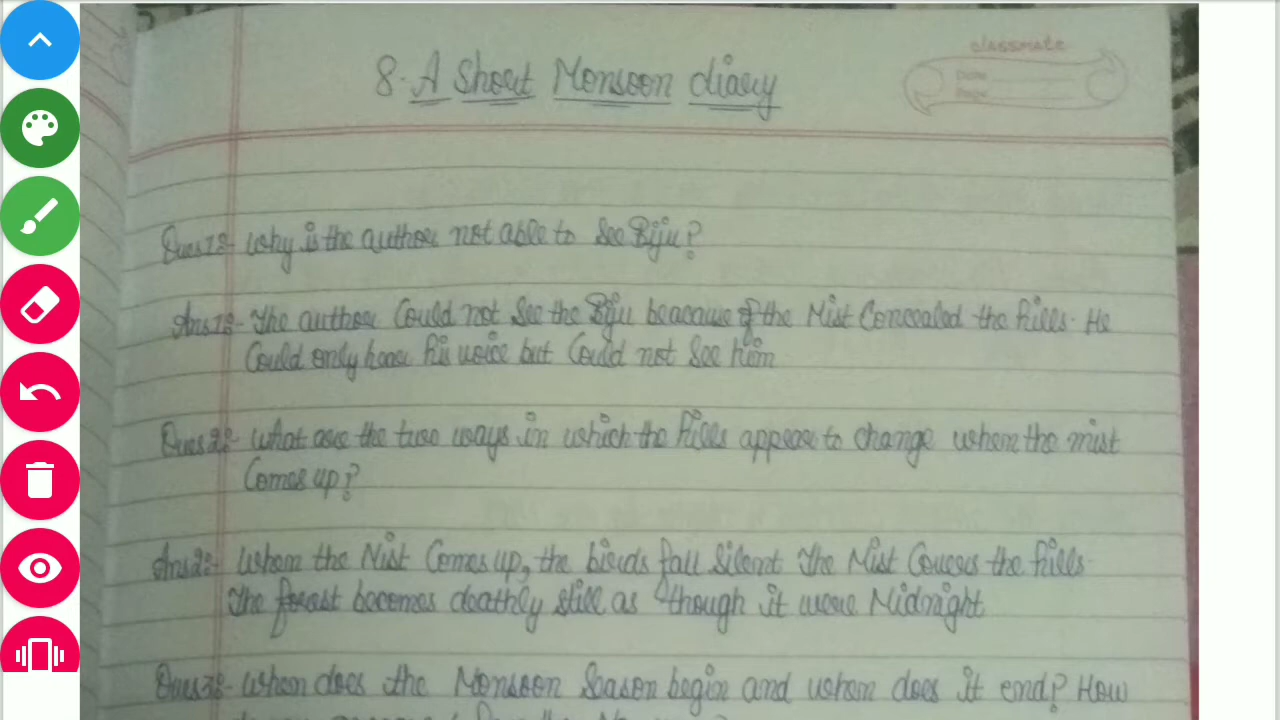 classmate
Date
Page
8. A Short Monsoon diary
Ques1:- why is the author not able to see Biju?
Ans1:- The author Could not See the Biju beacause of the Mist Concealed the hills. He
Could only hear his voice but Could not See him
Ques2:- what are the two ways in which the hills appear to change when the mist
Comes up?
Ans2:- When the Mist Comes up, the birds fall silent The Mist Covers the hills.
The forest becomes deathly still as though it were Midnight
Ques3:- When does the Monsoon Season begin and when does it end? How